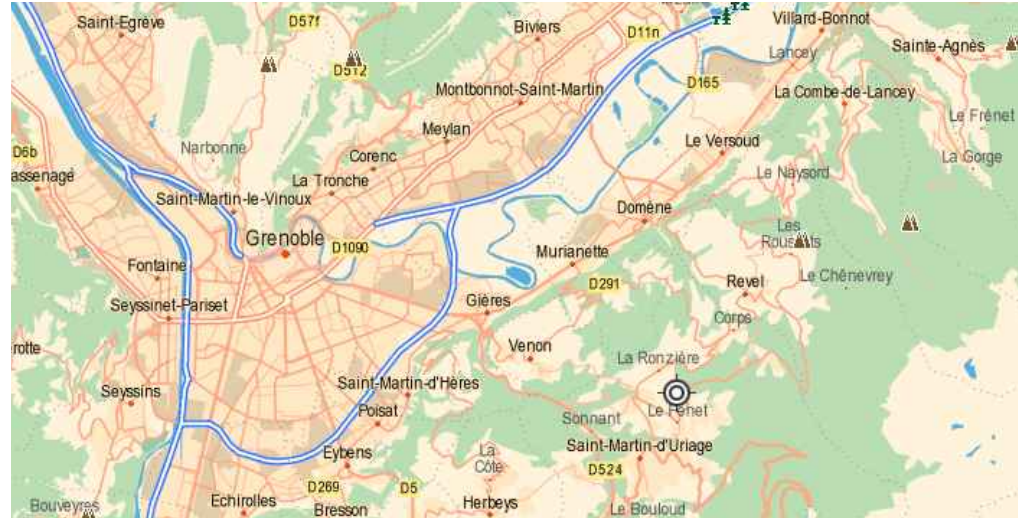 Saint-Egrève
D57f
Biviers
D11n
Villard-Bonnot
Lancey
Sainte-Agnès
D512
D165
Montbonnot-Saint-Martin
La Combe-de-Lancey
Le Frénet
Meylan
D6b
Narbonne
Corenc
Le Versoud
La Gorge
assenage
La Tronche
Le Naysord
Saint-Martin-le-Vinoux
Domène
Les
Grenoble
D1090
Murianette
Fontaine
D291
Revel
Le Chênevrey
Seyssinet-Pariset
Gières
Corps
rotte
Venon
La Ronzière
Seyssins
Saint-Martin-d'Hères
Poisat
Sonnant
Saint-Martin-d'Uriage
Eybens
La
Côte
D524
D269
D5
Bouveyres
Echirolles
Bresson
Herbeys
Le Bouloud